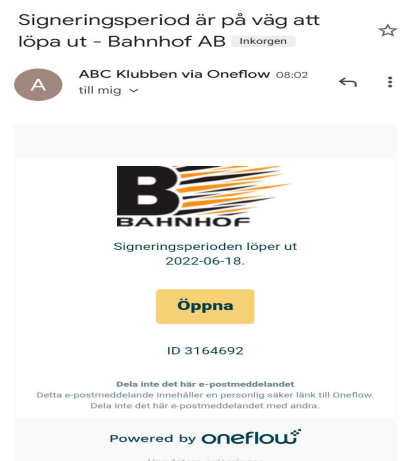 Signeringsperiod är på väg att
löpa ut - Bahnhof AB Inkorgen
ABC Klubben via Oneflow 08:02
A
till mig
B
BAHNHOF
Signeringsperioden löper ut
2022-06-18.
Öppna
ID 3164692
Dela inte det här e-postmeddelandet
Detta e-postmeddelande innehåller en personlig säker länk till Oneflow.
Dela inte det här e-postmeddelandet med andra.
Powered by oneflow